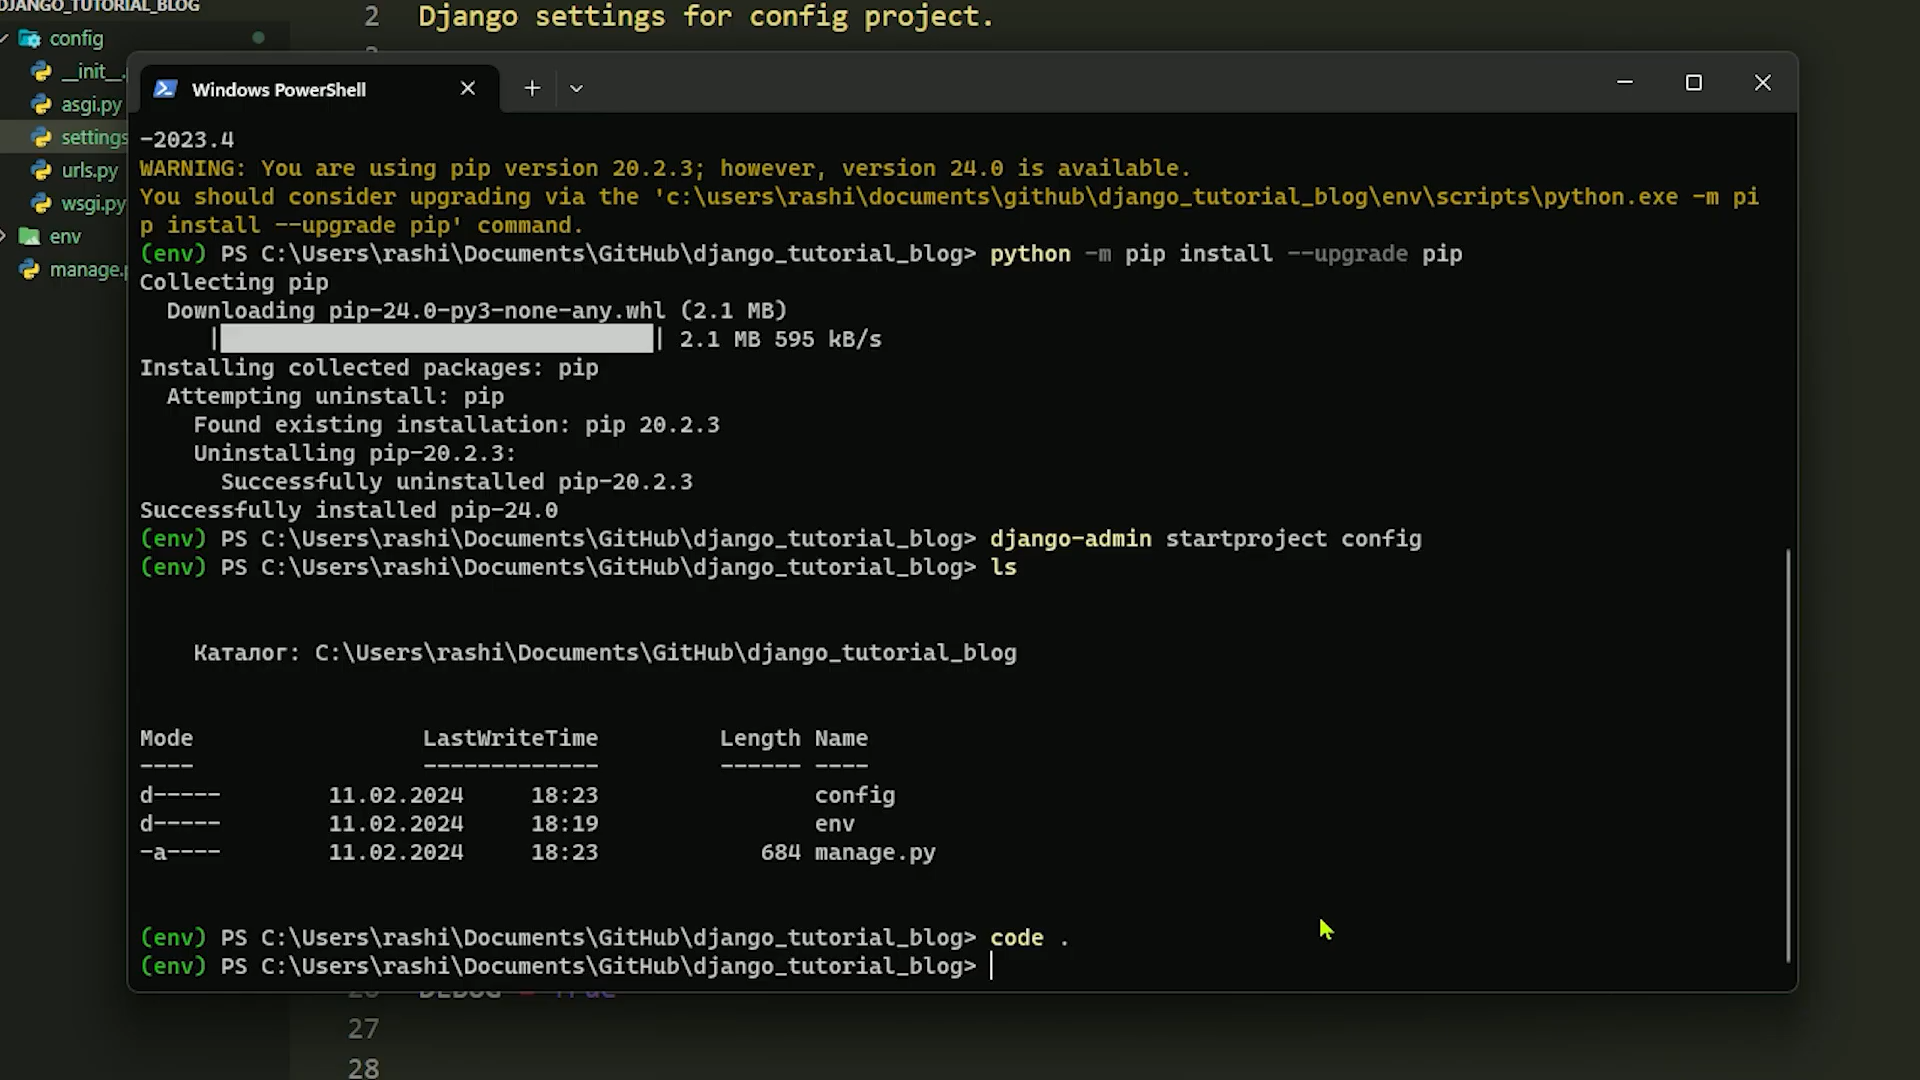 DJANGO_TUTORIAL_BLOG
config
__init__.
asgi.py
settings
urls.py
wsgi.py
env
manage.p
2 Django settings for config project.
Windows PowerShell
-2023.4
WARNING: You are using pip version 20.2.3; however, version 24.0 is available.
You should consider upgrading via the 'c:\users\rashi\documents\github\django_tutorial_blog\env\scripts\python.exe -m pi
p install --upgrade pip' command.
(env) PS C:\Users\rashi\Documents\GitHub\django_tutorial_blog> python -m pip install --upgrade pip
Collecting pip
Downloading pip-24.0-py3-none-any.whl (2.1 MB)
| | 2.1 MB 595 kB/s
Installing collected packages: pip
Attempting uninstall: pip
Found existing installation: pip 20.2.3
Uninstalling pip-20.2.3:
Successfully uninstalled pip-20.2.3
Successfully installed pip-24.0
(env) PS C:\Users\rashi\Documents\GitHub\django_tutorial_blog> django-admin startproject config
(env) PS C:\Users\rashi\Documents\GitHub\django_tutorial_blog> ls
Каталог: C:\Users\rashi\Documents\GitHub\django_tutorial_blog
Mode LastWriteTime Length Name
---- ------------- ------ ----
d----- 11.02.2024 18:23 config
d----- 11.02.2024 18:19 env
-a---- 11.02.2024 18:23 684 manage.py
(env) PS C:\Users\rashi\Documents\GitHub\django_tutorial_blog> code .
(env) PS C:\Users\rashi\Documents\GitHub\django_tutorial_blog>
DEBUG = True
27
28